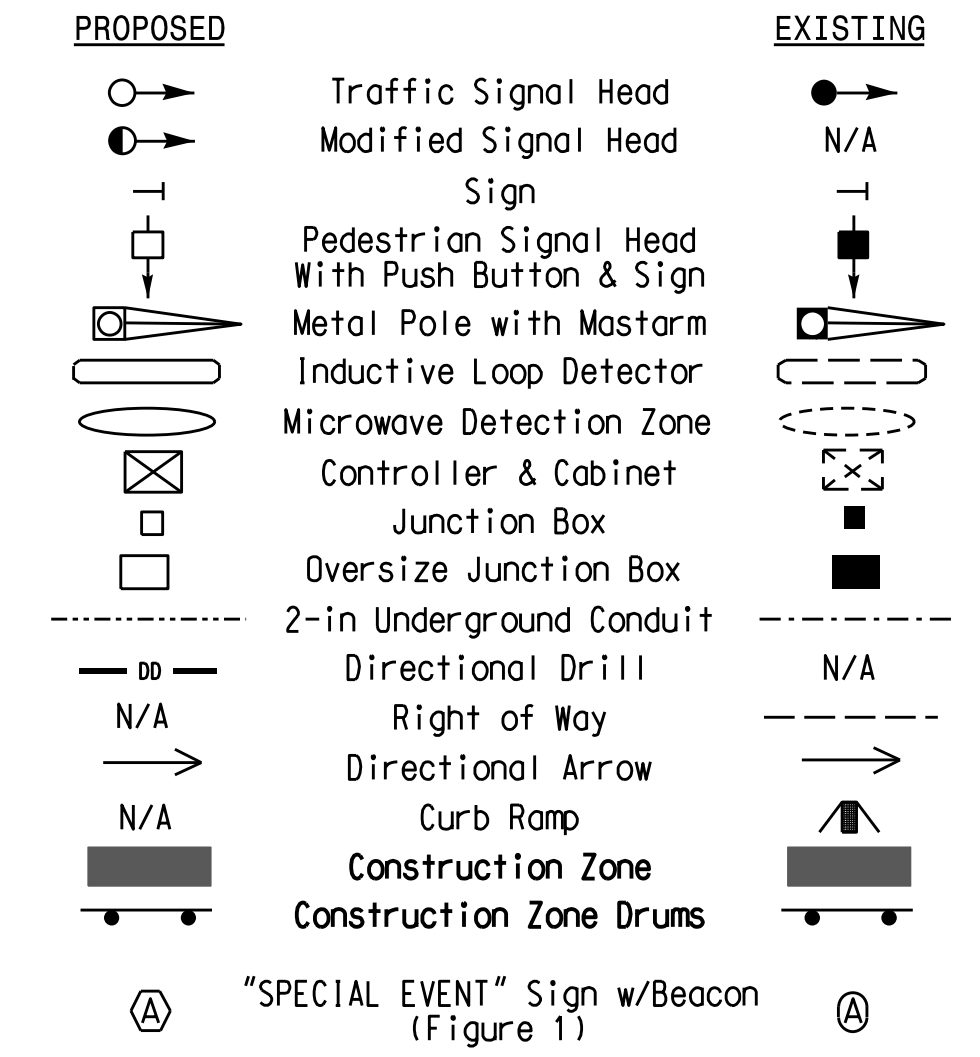 PROPOSED EXISTING
Traffic Signal Head
Modified Signal Head N/A
Sign
Pedestrian Signal Head
With Push Button & Sign
Metal Pole with Mastarm
Inductive Loop Detector
Microwave Detection Zone
Controller & Cabinet
Junction Box
Oversize Junction Box
2-in Underground Conduit
DD Directional Drill N/A
N/A Right of Way
Directional Arrow
N/A Curb Ramp
Construction Zone
Construction Zone Drums
A "SPECIAL EVENT" Sign w/Beacon A
(Figure 1)